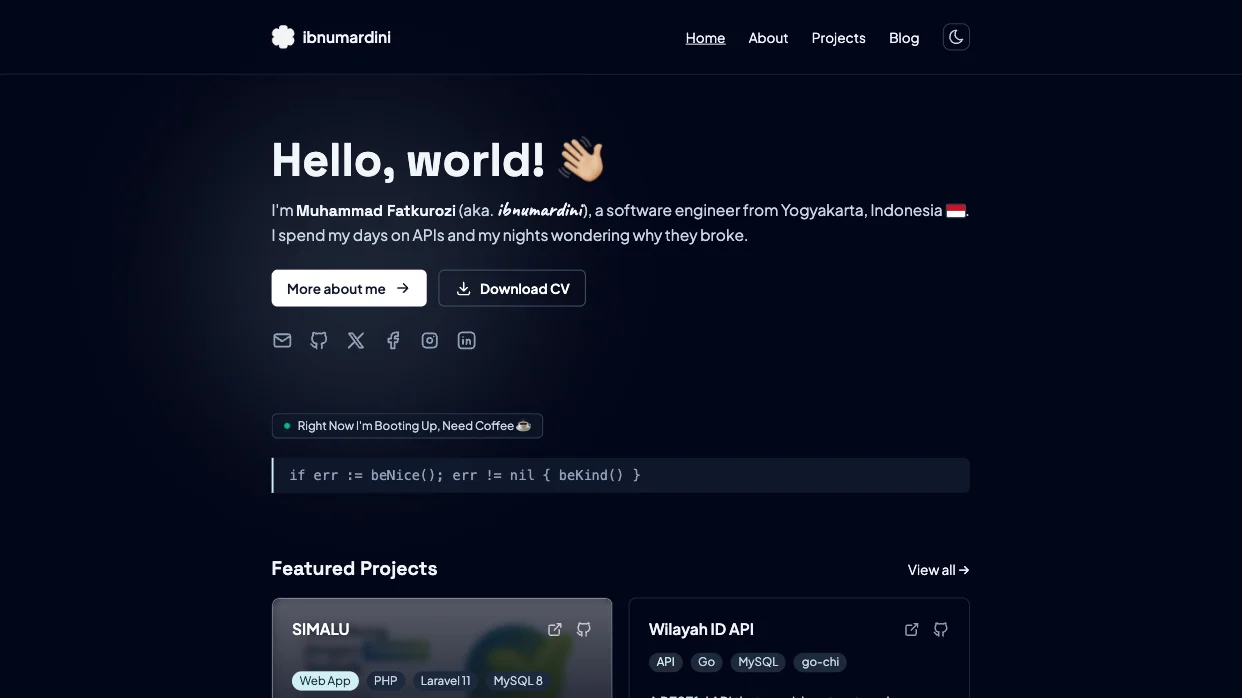 ibnumardini
Home About Projects Blog
Hello, world! 👋🏼
I'm Muhammad Fatkurozi (aka. ibnumardini), a software engineer from Yogyakarta, Indonesia 🇮🇩.
I spend my days on APIs and my nights wondering why they broke.
More about me →
Download CV
Right Now I'm Booting Up, Need Coffee ☕
if err := beNice(); err != nil { beKind() }
Featured Projects
View all →
SIMALU
Web App PHP Laravel 11 MySQL 8
Wilayah ID API
API Go MySQL go-chi